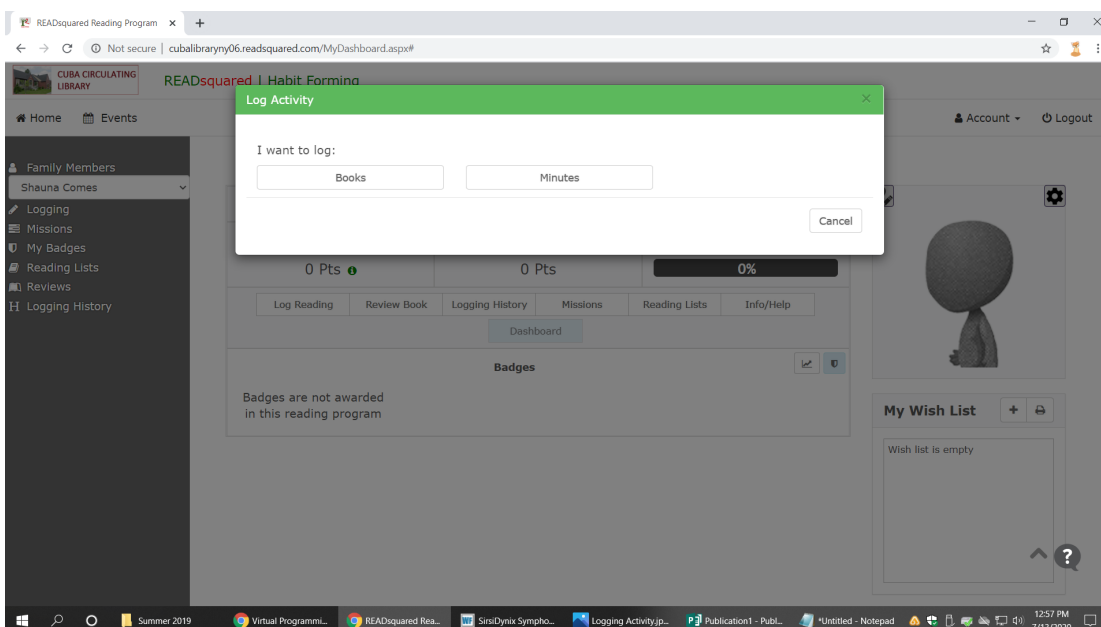 READsquared Reading Program
Not secure | cubalibraryny06.readsquared.com/MyDashboard.aspx#
CUBA CIRCULATING
LIBRARY
READsquared | Habit Forming
Log Activity
Home Events
Account Logout
I want to log:
Books Minutes
Cancel
Family Members
Shauna Comes
Logging
Missions
My Badges
Reading Lists
Reviews
Logging History
0 Pts 0 Pts 0%
Log Reading Review Book Logging History Missions Reading Lists Info/Help
Dashboard
Badges
Badges are not awarded
in this reading program
My Wish List
Wish list is empty
Summer 2019 Virtual Programmi... READsquared Rea... SirsiDynix Sympho... Logging Activity.jp... Publication1 - Publ... *Untitled - Notepad 12:57 PM